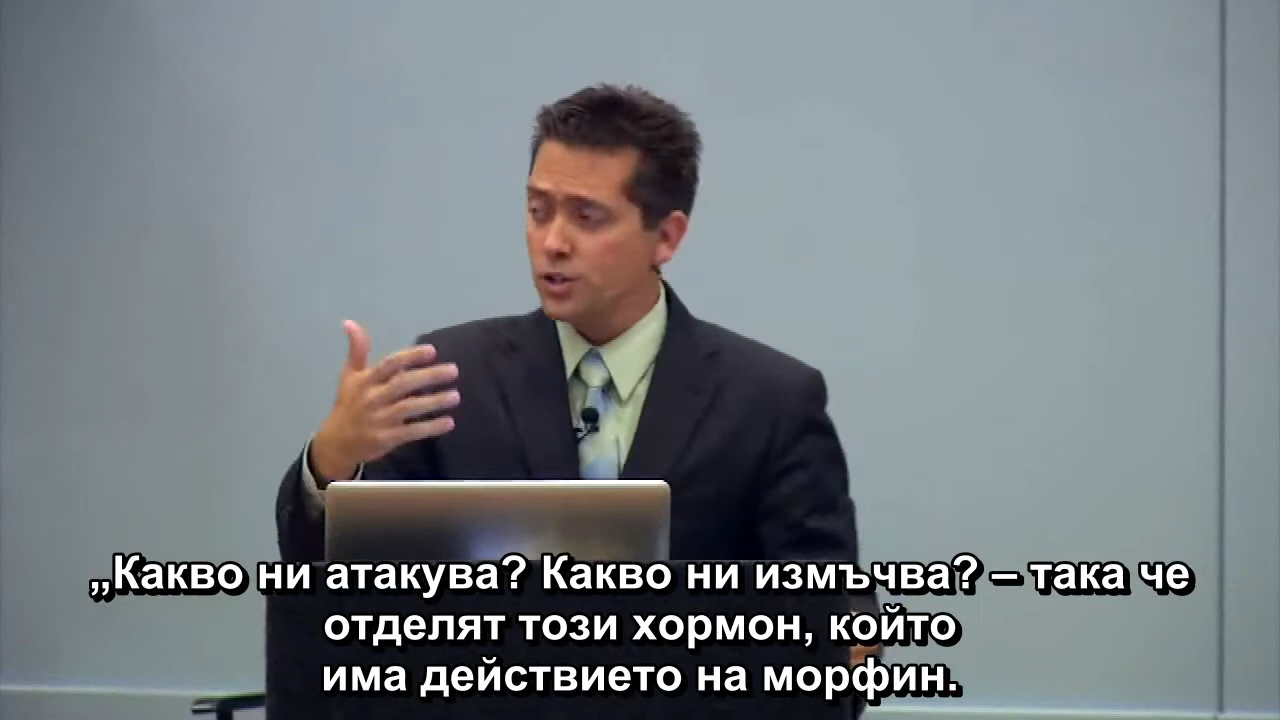 „Какво ни атакува? Какво ни измъчва? – така че
отделят този хормон, който
има действието на морфин.